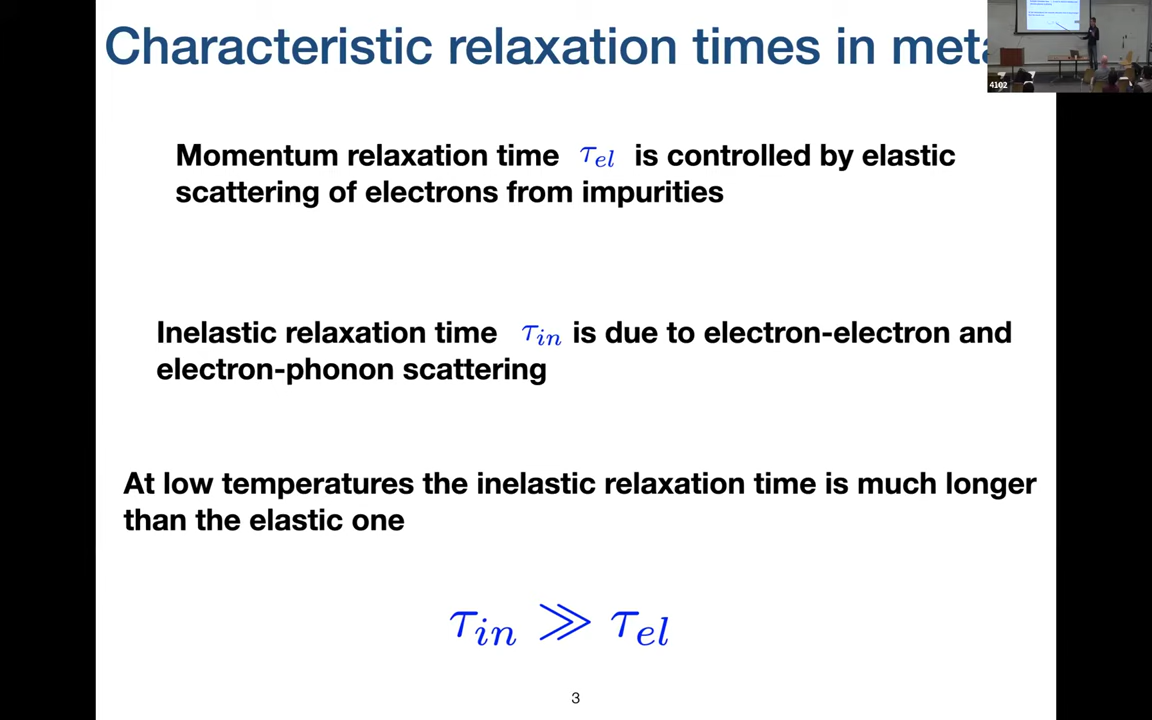 Characteristic relaxation times in
4102
Momentum relaxation time τ_el is controlled by elastic
scattering of electrons from impurities
Inelastic relaxation time τ_in is due to electron-electron and
electron-phonon scattering
At low temperatures the inelastic relaxation time is much longer
than the elastic one
τ_in ≫ τ_el
3